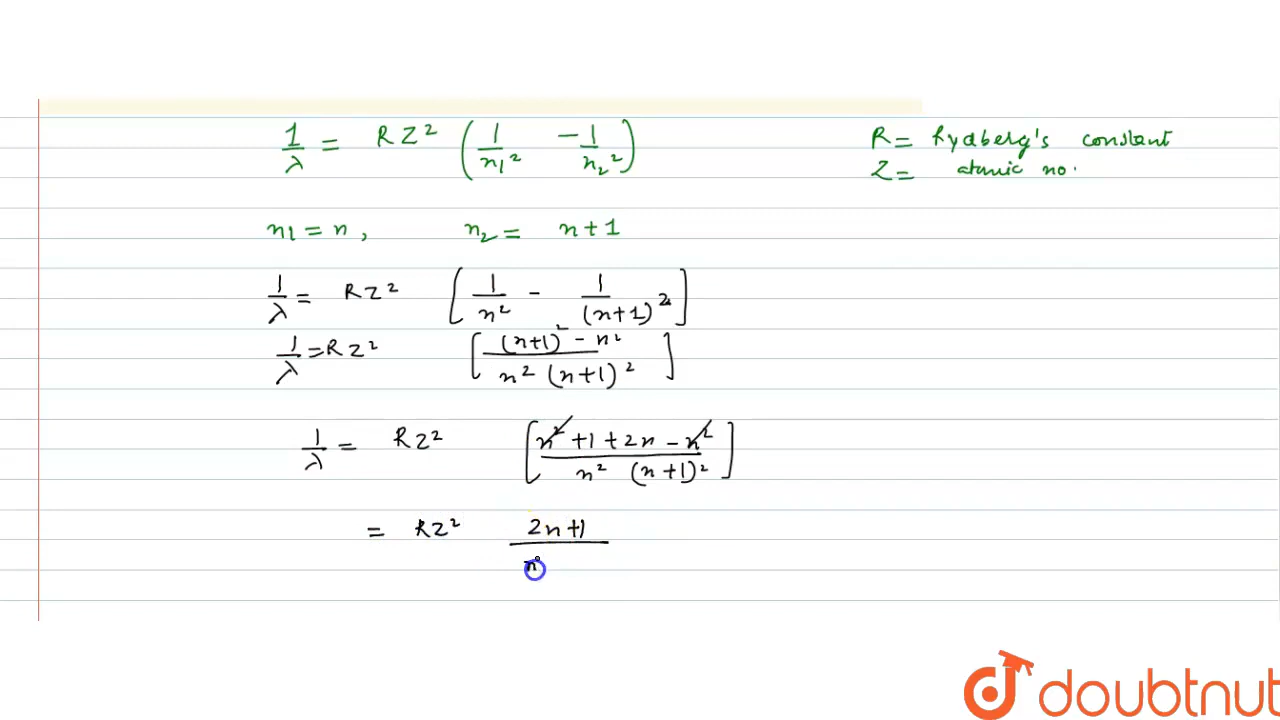 1/λ = RZ² (1/n₁² − 1/n₂²) R = Rydberg's constant
Z = atomic no.
n1 = n, n₂ = n+1
1/λ = RZ² [1/n² − 1/(n+1)²]
1/λ = RZ² [((n+1)² − n²)/(n² (n+1)²)]
1/λ = RZ² [(n² + 1 + 2n − n²)/(n² (n+1)²)]
= RZ² (2n+1)/n²
doubtnut